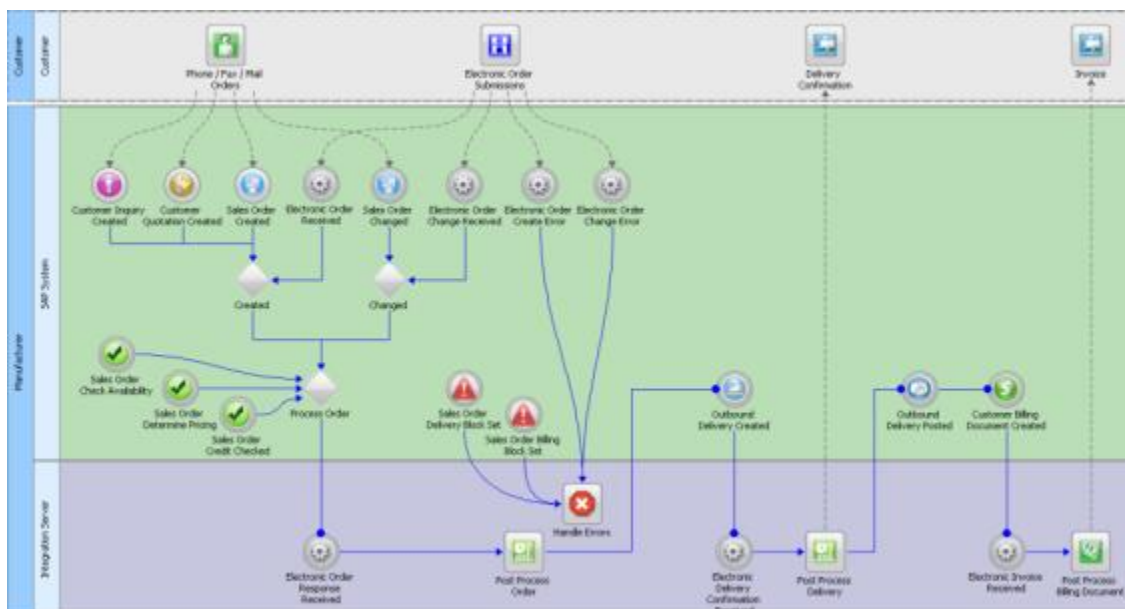 Customer
Customer
Phone / Fax / Mail
Orders
Electronic Order
Submissions
Delivery
Confirmation
Invoice
Manufacturer
SAP System
Customer Inquiry
Created
Customer
Quotation Created
Sales Order
Created
Electronic Order
Received
Sales Order
Changed
Electronic Order
Change Received
Electronic Order
Create Error
Electronic Order
Change Error
Created
Changed
Sales Order
Check Availability
Sales Order
Determine Pricing
Sales Order
Credit Checked
Process Order
Sales Order
Delivery Block Set
Sales Order Billing
Block Set
Outbound
Delivery Created
Outbound
Delivery Posted
Customer Billing
Document Created
Integration Server
Handle Errors
Electronic Order
Response
Received
Post Process
Order
Electronic
Delivery
Confirmation
Post Process
Delivery
Electronic Invoice
Received
Post Process
Billing Document